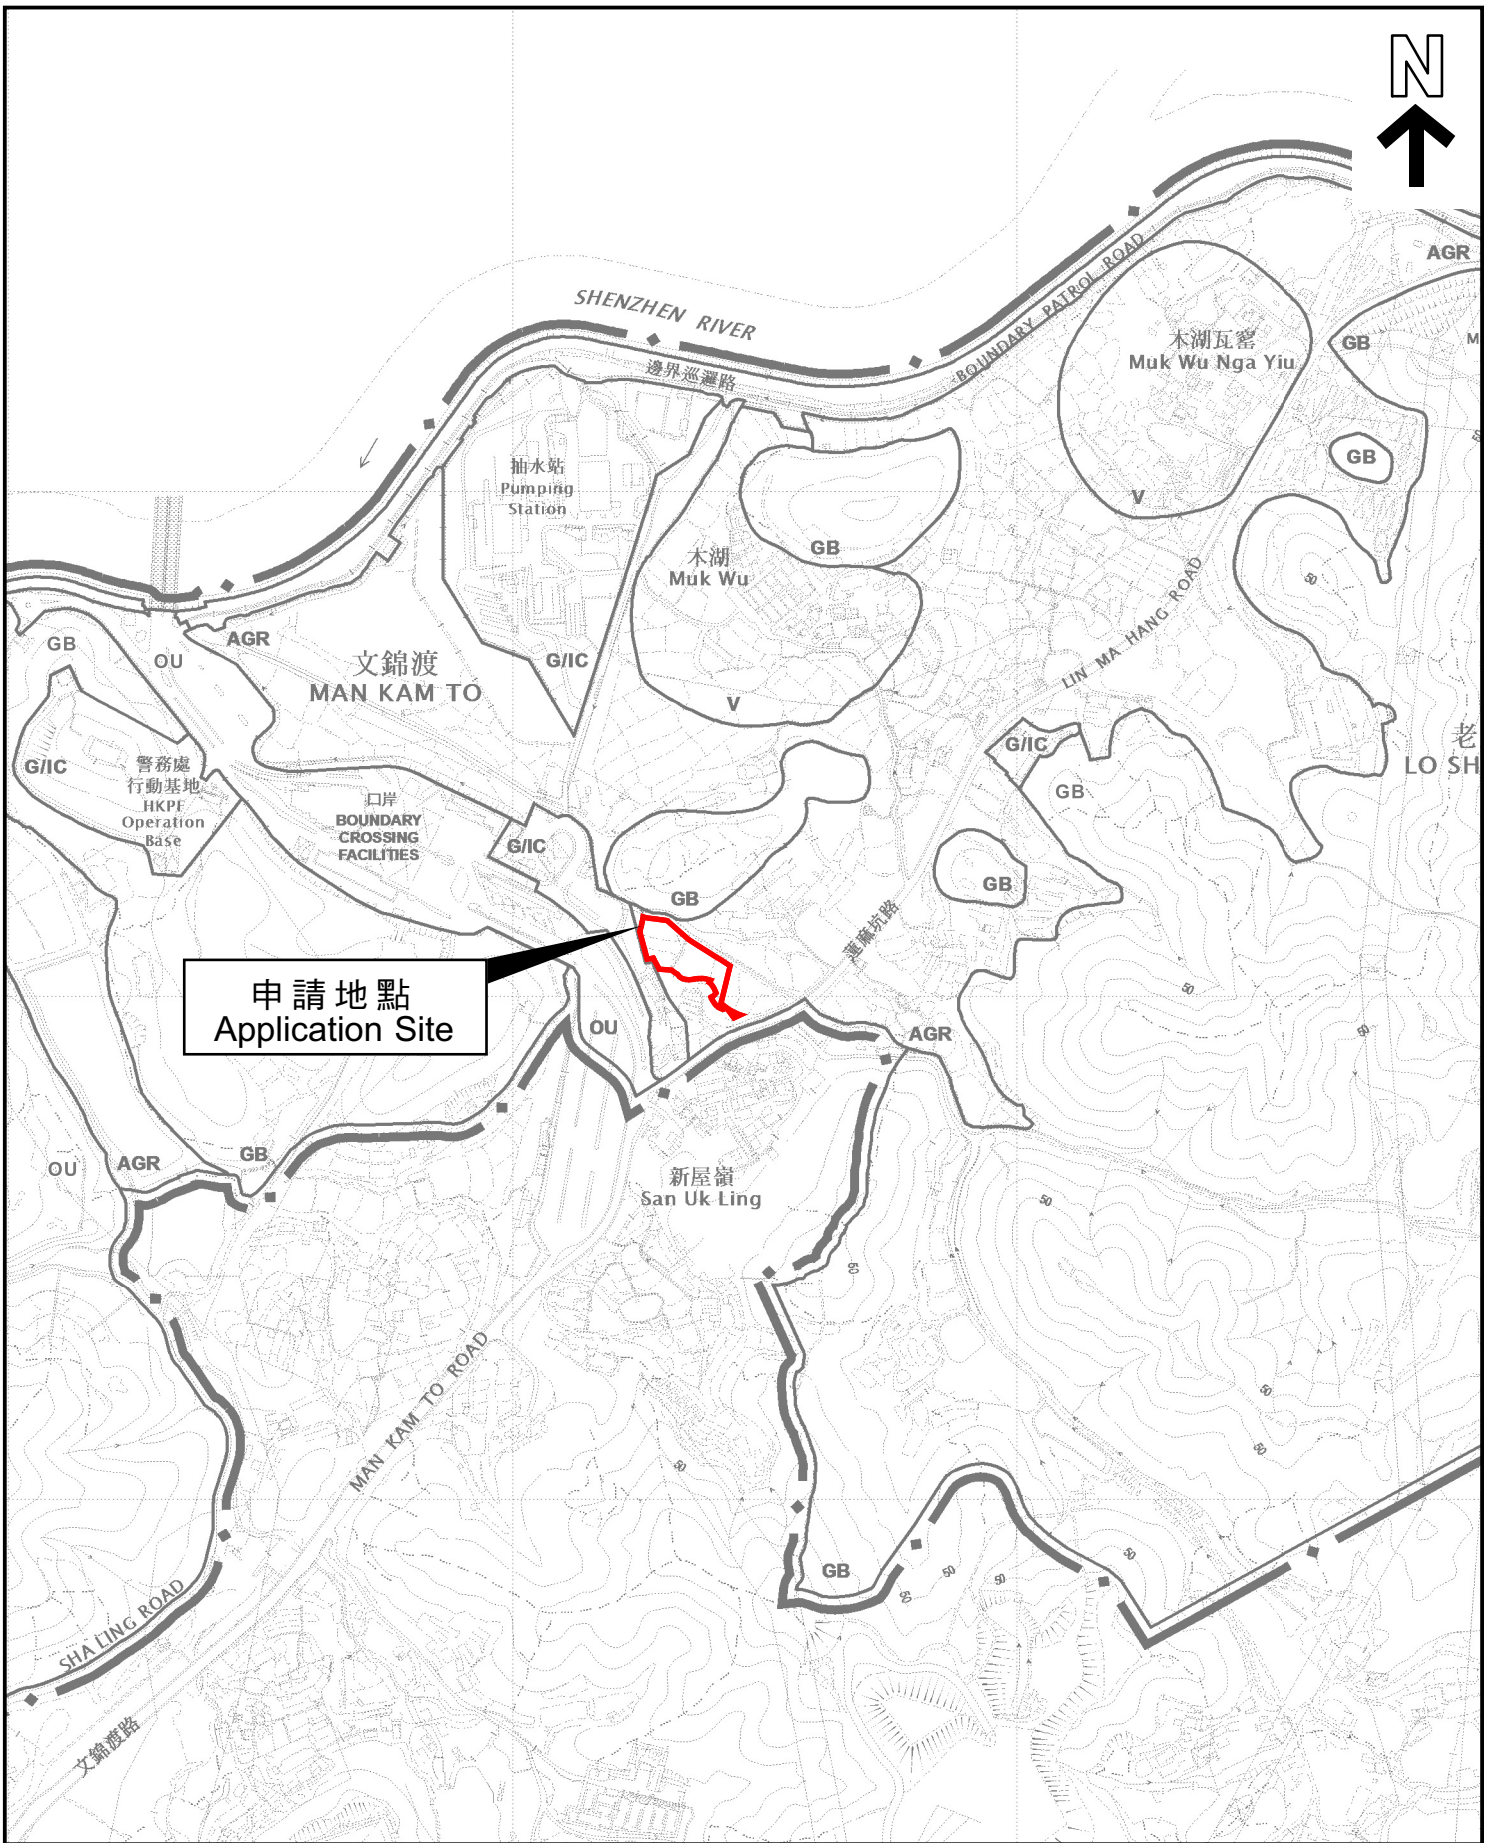 N
SHENZHEN RIVER
BOUNDARY PATROL ROAD
AGR
木湖瓦窰
Muk Wu Nga Yiu
GB
M
邊界巡邏路
50
GB
抽水站
Pumping
Station
V
木湖
Muk Wu
GB
50
LIN MA HANG ROAD
GB
OU
AGR
文錦渡
MAN KAM TO
G/IC
V
G/IC
老
LO SH
G/IC
警務處
行動基地
HKPF
Operation
Base
口岸
BOUNDARY
CROSSING
FACILITIES
GB
G/IC
GB
GB
蓮麻坑路
申請地點
Application Site
50
OU
AGR
50
OU
AGR
GB
新屋嶺
San Uk Ling
50
50
MAN KAM TO ROAD
50
50
50
GB
50
50
50
50
SHA LING ROAD
文錦渡路